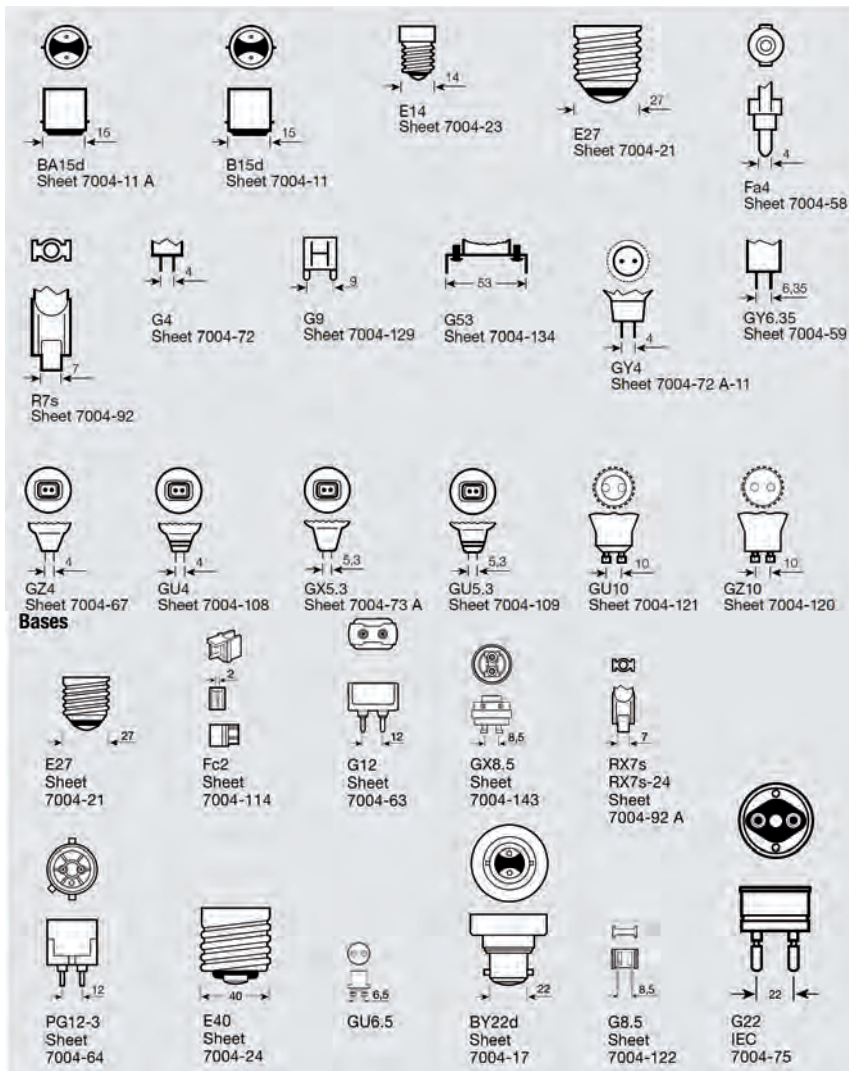 15
BA15d
Sheet 7004-11 A
15
B15d
Sheet 7004-11
14
E14
Sheet 7004-23
27
E27
Sheet 7004-21
4
Fa4
Sheet 7004-58
7
R7s
Sheet 7004-92
4
G4
Sheet 7004-72
9
G9
Sheet 7004-129
53
G53
Sheet 7004-134
4
GY4
Sheet 7004-72 A-11
6,35
GY6,35
Sheet 7004-59
4
GZ4
Sheet 7004-67
4
GU4
Sheet 7004-108
5,3
GX5.3
Sheet 7004-73 A
5,3
GU5.3
Sheet 7004-109
10
GU10
Sheet 7004-121
10
GZ10
Sheet 7004-120
Bases
27
E27
Sheet
7004-21
2
Fc2
Sheet
7004-114
12
G12
Sheet
7004-63
8,5
GX8.5
Sheet
7004-143
7
RX7s
RX7s-24
Sheet
7004-92 A
12
PG12-3
Sheet
7004-64
40
E40
Sheet
7004-24
6,5
GU6.5
22
BY22d
Sheet
7004-17
8,5
G8.5
Sheet
7004-122
22
G22
IEC
7004-75